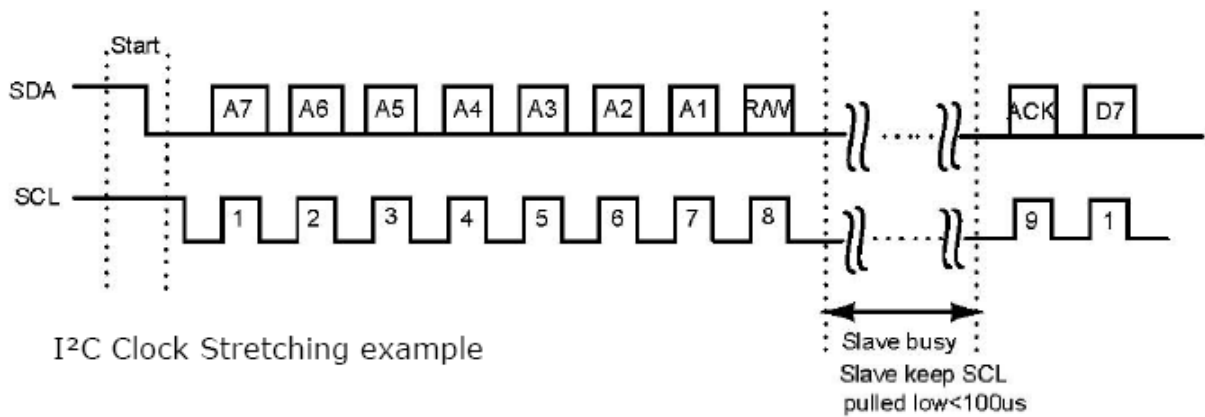 Start
SDA
A7 A6 A5 A4 A3 A2 A1 R/W ACK D7
SCL
1 2 3 4 5 6 7 8 9 1
I²C Clock Stretching example
Slave busy
Slave keep SCL
pulled low<100us